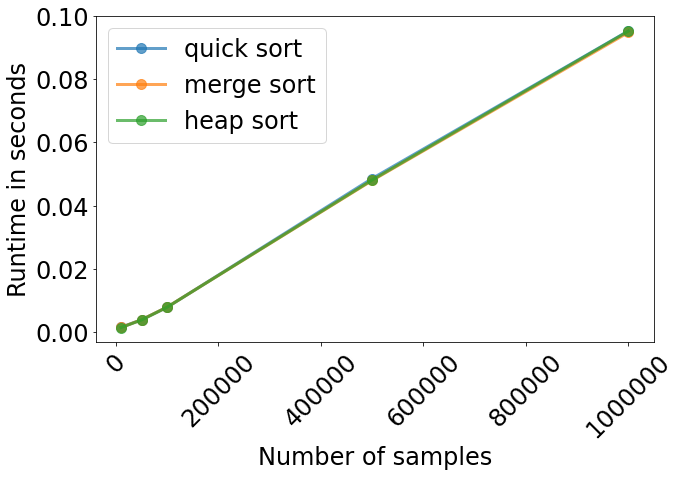 0.10
0.08
0.06
0.04
0.02
0.00
Runtime in seconds
quick sort
merge sort
heap sort
0
200000
400000
600000
800000
1000000
Number of samples